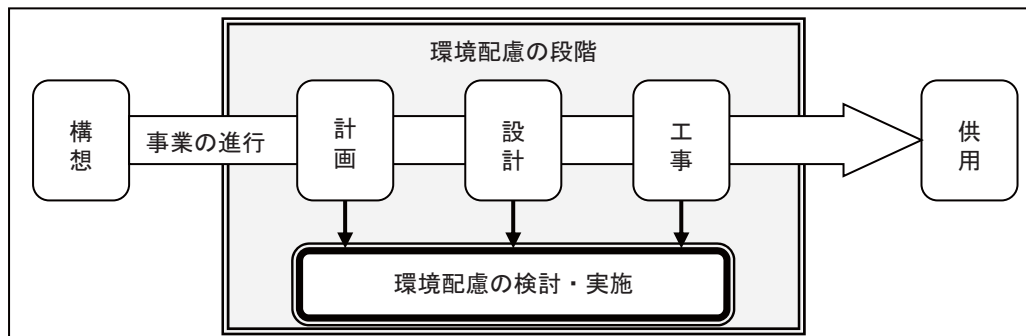 環境配慮の段階
構想
事業の進行
計画
設計
工事
供用
環境配慮の検討・実施